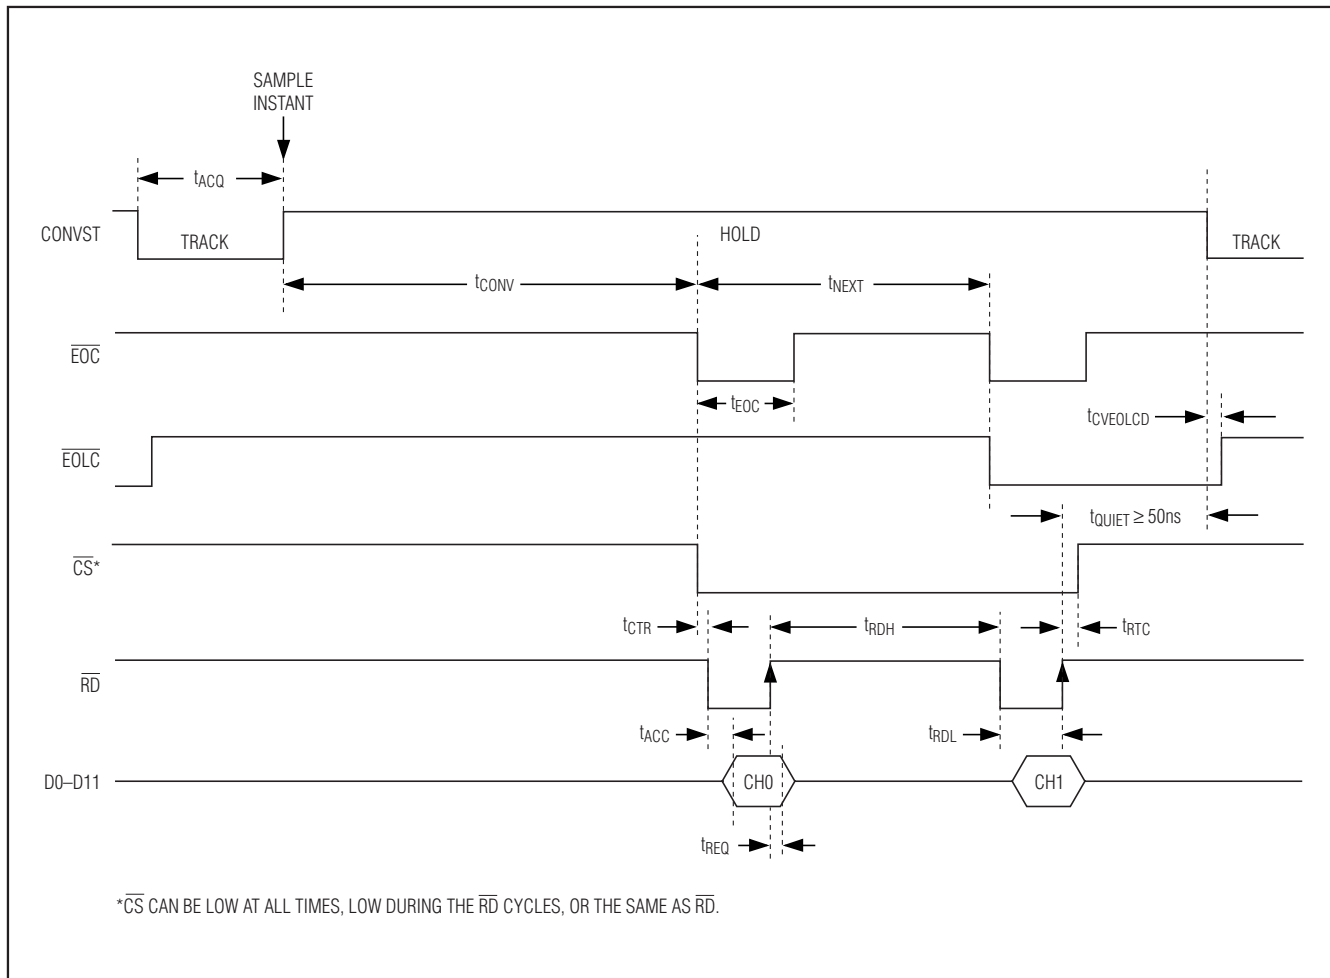 SAMPLE
INSTANT
tACQ
CONVST
TRACK
HOLD
TRACK
tCONV
tNEXT
EOC
tEOC
tCVEOLCD
EOLC
tQUIET ≥ 50ns
CS*
tCTR
tRDH
tRTC
RD
tACC
tRDL
D0–D11
CH0
CH1
tREQ
*CS CAN BE LOW AT ALL TIMES, LOW DURING THE RD CYCLES, OR THE SAME AS RD.